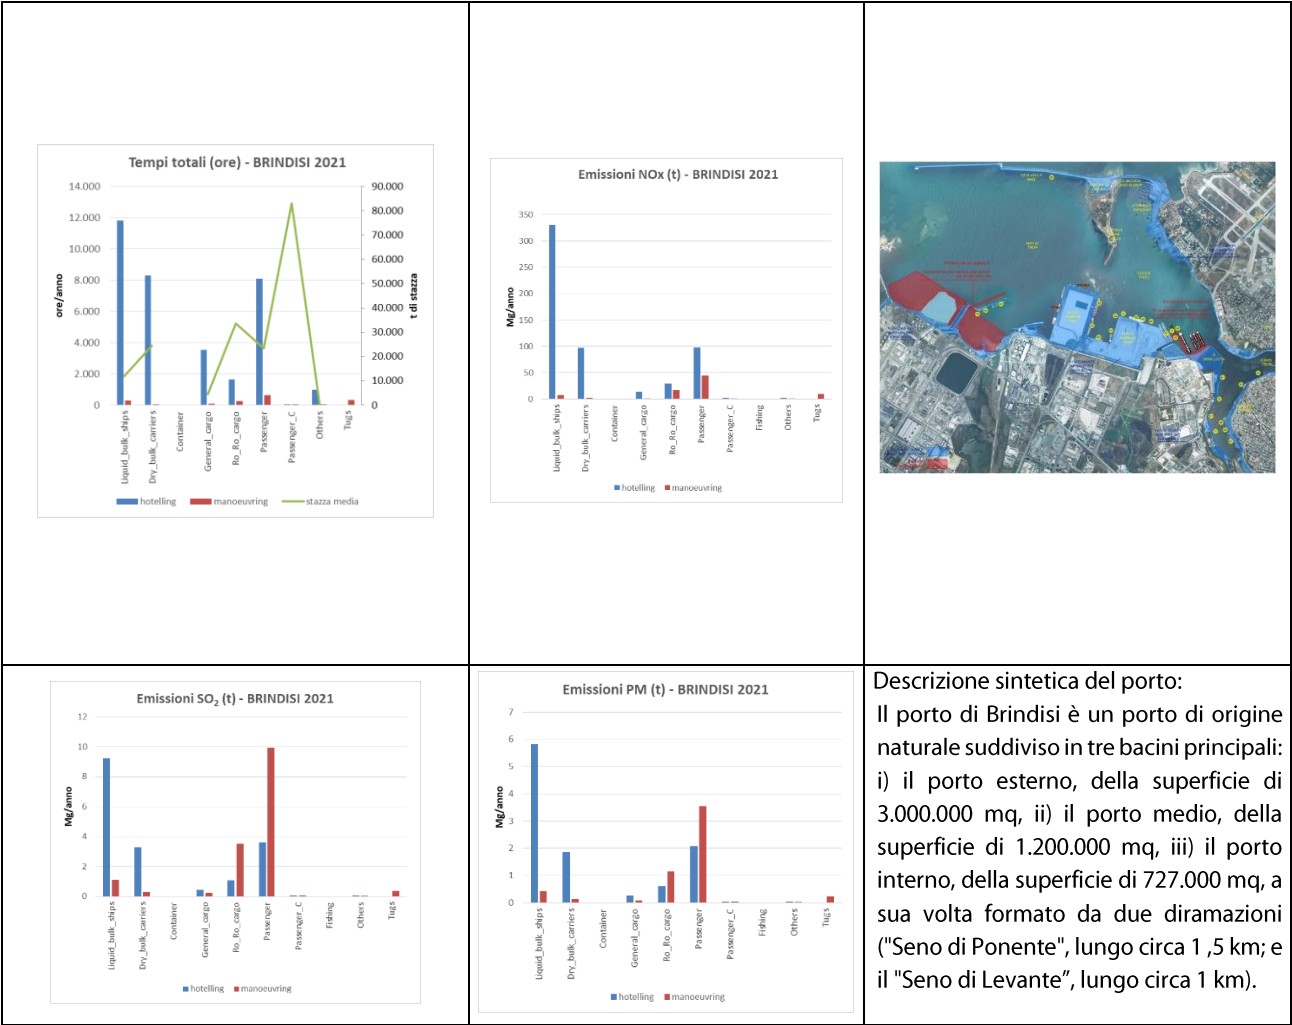 Tempi totali (ore) - BRINDISI 2021
14.000
12.000
10.000
8.000
6.000
4.000
2.000
0
ore/anno
90.000
80.000
70.000
60.000
50.000
40.000
30.000
20.000
10.000
0
t di stazza
Liquid_bulk_ships
Dry_bulk_carriers
Container
General_cargo
Ro_Ro_cargo
Passenger
Passenger_C
Others
Tugs
hotelling manoeuvring stazza media
Emissioni NOx (t) - BRINDISI 2021
350
300
250
200
150
100
50
0
Mg/anno
Liquid_bulk_ships
Dry_bulk_carriers
Container
General_cargo
Ro_Ro_cargo
Passenger
Passenger_C
Fishing
Others
Tugs
hotelling manoeuvring
Emissioni SO₂ (t) - BRINDISI 2021
12
10
8
6
4
2
0
Mg/anno
Liquid_bulk_ships
Dry_bulk_carriers
Container
General_cargo
Ro_Ro_cargo
Passenger
Passenger_C
Fishing
Others
Tugs
hotelling manoeuvring
Emissioni PM (t) - BRINDISI 2021
7
6
5
4
3
2
1
0
Mg/anno
Liquid_bulk_ships
Dry_bulk_carriers
Container
General_cargo
Ro_Ro_cargo
Passenger
Passenger_C
Fishing
Others
Tugs
hotelling manoeuvring
Descrizione sintetica del porto:
Il porto di Brindisi è un porto di origine
naturale suddiviso in tre bacini principali:
i) il porto esterno, della superficie di
3.000.000 mq, ii) il porto medio, della
superficie di 1.200.000 mq, iii) il porto
interno, della superficie di 727.000 mq, a
sua volta formato da due diramazioni
("Seno di Ponente", lungo circa 1 ,5 km; e
il "Seno di Levante”, lungo circa 1 km).